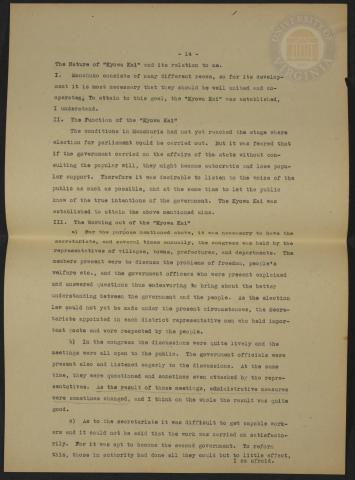 - 14 -
The Nature of "Kyowa Kai" and its relation to me.
I. Manchuko consists of many different races, so for its develop-
ment it is most necessary that they should be well united and co-
operates. To attain to this goal, the "Kyowa Kai" was established,
I understand.
II. The Function of the "Kyowa Kai"
The conditions in Manchuria had not yet reached the stage where
election for parliament could be carried out. But it was feared that
if the government carried on the affairs of the state without con-
sulting the popular will, they might become autocratic and lose popu-
lar support. Therefore it was desirable to listen to the voice of the
public as much as possible, and at the same time to let the public
know of the true intentions of the government. The Kyowa Kai was
established to attain the above mentioned aims.
III. The Working out of the "Kyowa Kai"
a) For the purpose mentioned above, it was necessary to have the
secretariats, and several times annually, the congress was held by the
representatives of villages, towns, prefectures, and departments. The
members present were to discuss the problems of freedom, people's
welfare etc., and the government officers who were present explained
and answered questions thus endeavoring to bring about the better
understanding between the government and the people. As the election
law could not yet be made under the present circumstances, the Secre-
tariats appointed in each district representative men who held impor-
tant posts and were respected by the people.
b) In the congress the discussions were quite lively and the
meetings were all open to the public. The government officials were
present also and listened eagerly to the discussions. At the same
time, they were questioned and sometimes even attacked by the repre-
sentatives. As the result of those meetings, administrative measures
were sometimes changed, and I think on the whole the result was quite
good.
c) As to the secretariats it was difficult to get capable work-
ers and it could not be said that the work was carried on satisfacto-
rily. For it was apt to become the second government. To reform
this, those in authority had done all they could but to little effect,
I am afraid.
UNIVERSITY OF VIRGINIA